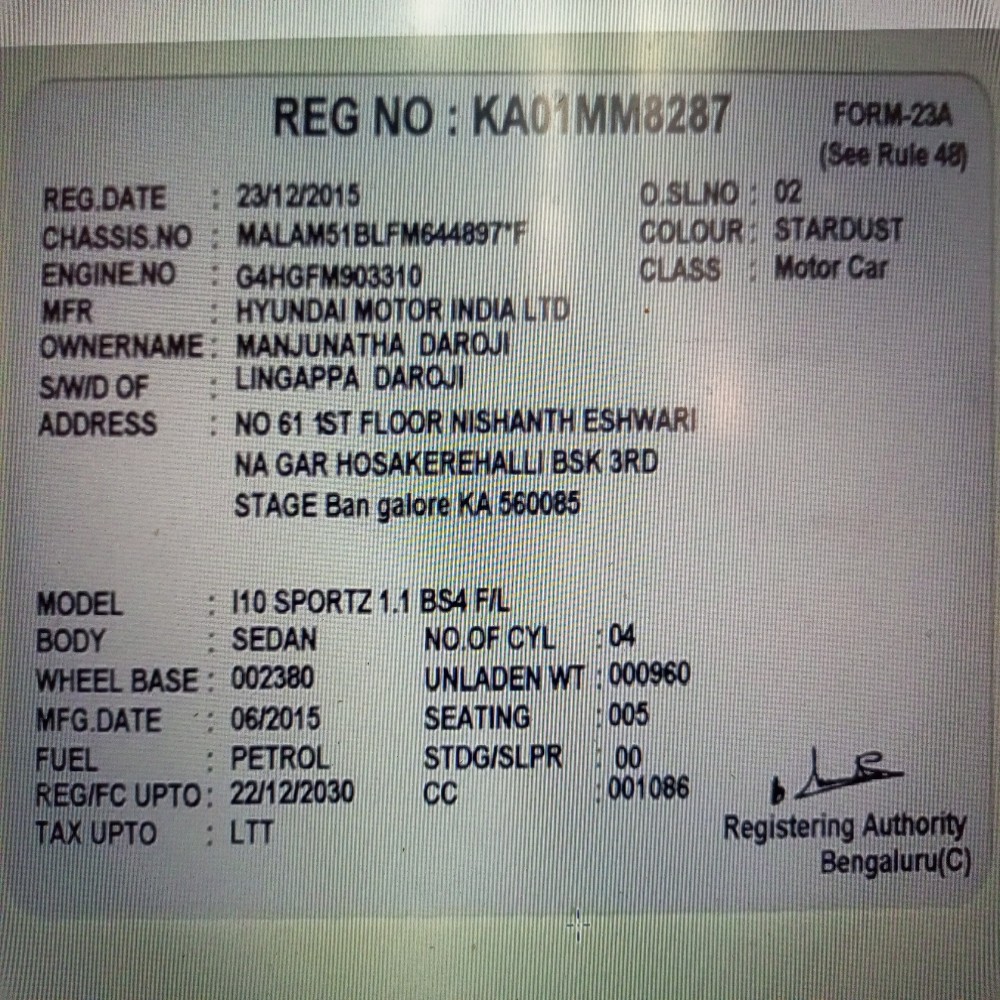 REG NO : KA01MM8287
FORM-23A
(See Rule 48)
REG.DATE : 23/12/2015 O.SL.NO : 02
CHASSIS.NO : MALAM51BLFM644897*F COLOUR : STARDUST
ENGINE.NO : G4HGFM903310 CLASS : Motor Car
MFR : HYUNDAI MOTOR INDIA LTD
OWNERNAME : MANJUNATHA DAROJI
S/W/D OF : LINGAPPA DAROJI
ADDRESS : NO 61 1ST FLOOR NISHANTH ESHWARI
NA GAR HOSAKEREHALLI BSK 3RD
STAGE Ban galore KA 560085
MODEL : I10 SPORTZ 1.1 BS4 F/L
BODY : SEDAN NO.OF CYL : 04
WHEEL BASE : 002380 UNLADEN WT : 000960
MFG.DATE : 06/2015 SEATING : 005
FUEL : PETROL STDG/SLPR : 00
REG/FC UPTO : 22/12/2030 CC : 001086
TAX UPTO : LTT
Registering Authority
Bengaluru(C)